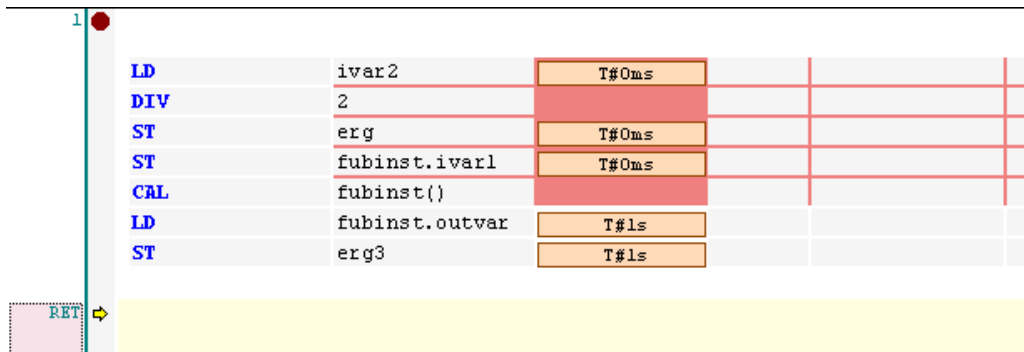 1
LD ivar2 T#0ms
DIV 2
ST erg T#0ms
ST fubinst.ivar1 T#0ms
CAL fubinst()
LD fubinst.outvar T#1s
ST erg3 T#1s
RET